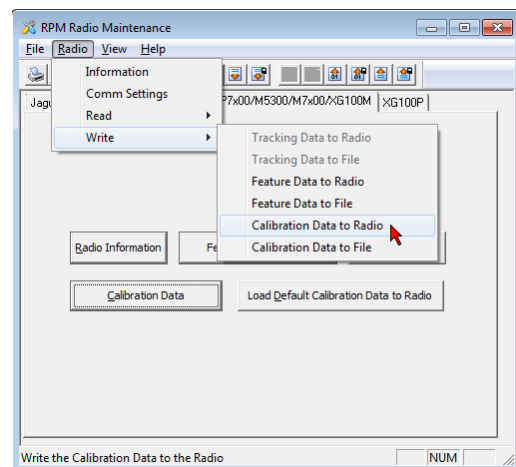 RPM Radio Maintenance
File Radio View Help
Information
Comm Settings
Read
Write
Jagu P7x00/M5300/M7x00/XG100M XG100P
Tracking Data to Radio
Tracking Data to File
Feature Data to Radio
Feature Data to File
Calibration Data to Radio
Calibration Data to File
Radio Information Fe
Calibration Data Load Default Calibration Data to Radio
Write the Calibration Data to the Radio NUM